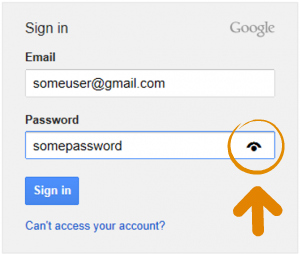 Sign in
Google
Email
someuser@gmail.com
Password
somepassword
Sign in
Can't access your account?